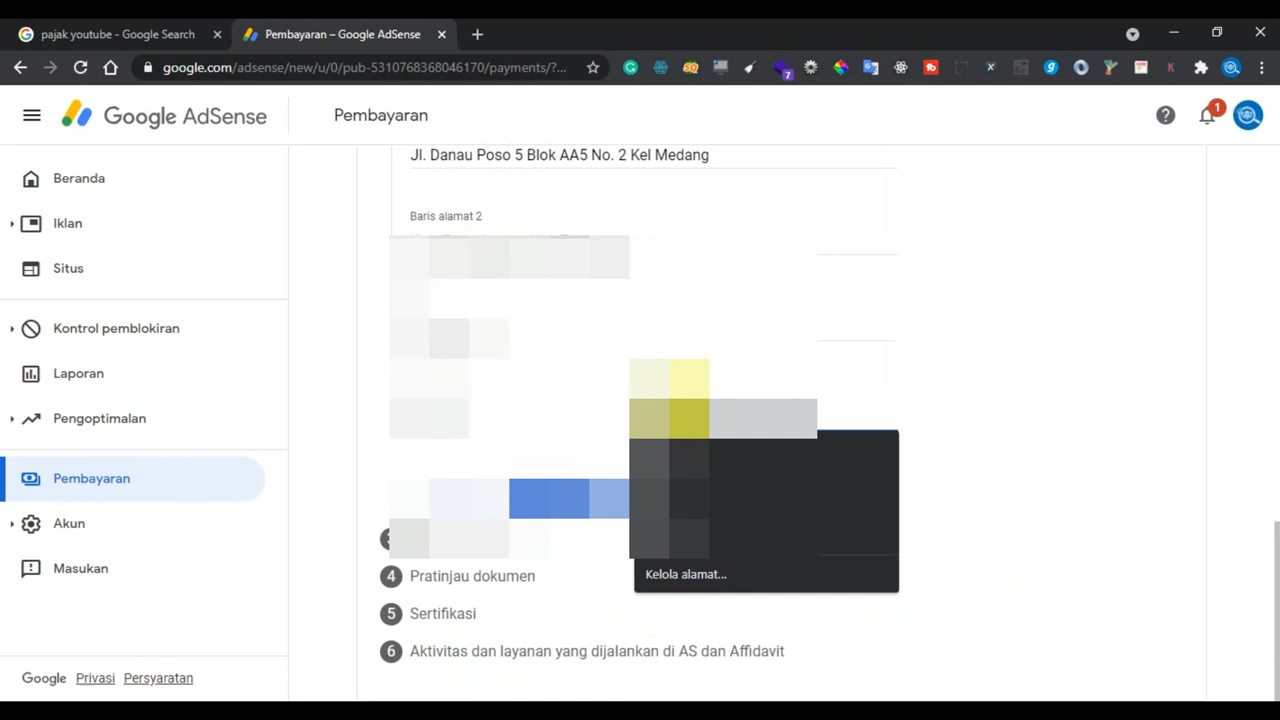 pajak youtube - Google Search
Pembayaran – Google AdSense
google.com/adsense/new/u/0/pub-5310768368046170/payments/?...
7
Google AdSense
Pembayaran
1
Jl. Danau Poso 5 Blok AA5 No. 2 Kel Medang
Baris alamat 2
Beranda
Iklan
Situs
Kontrol pemblokiran
Laporan
Pengoptimalan
Pembayaran
Akun
Masukan
Kelola alamat...
4 Pratinjau dokumen
5 Sertifikasi
6 Aktivitas dan layanan yang dijalankan di AS dan Affidavit
Google Privasi Persyaratan